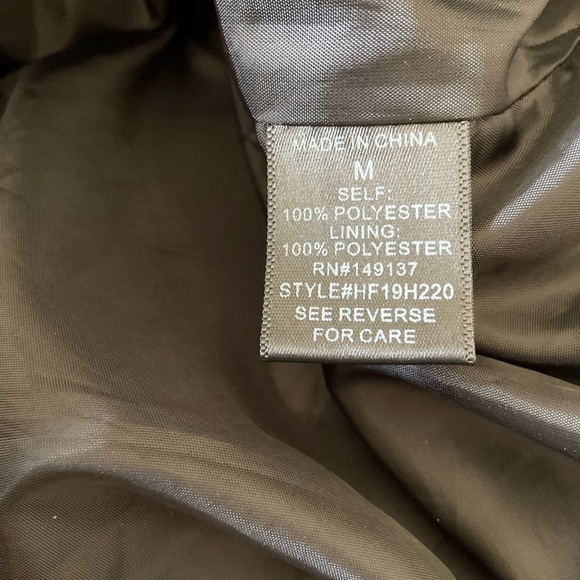 MADE IN CHINA
M
SELF:
100% POLYESTER
LINING:
100% POLYESTER
RN#149137
STYLE#HF19H220
SEE REVERSE
FOR CARE